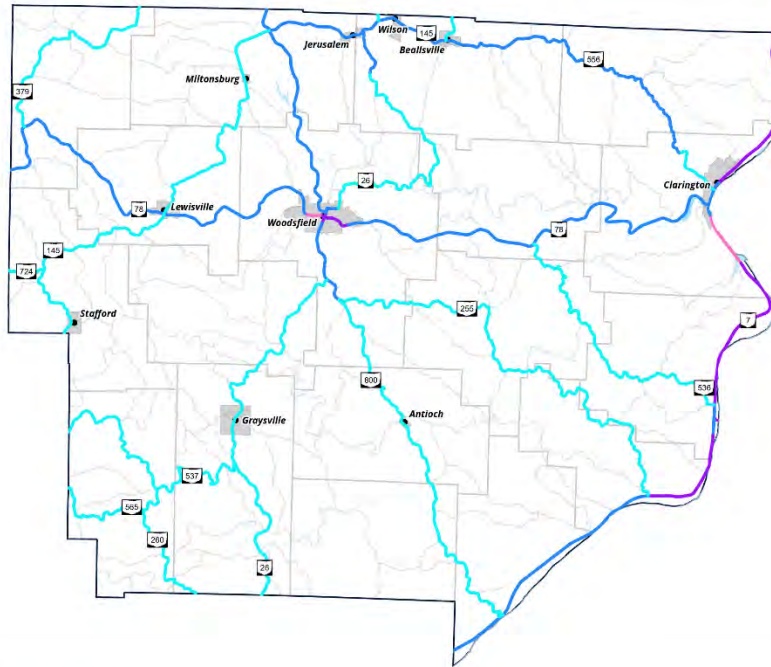 Wilson
145
Jerusalem
Beallsville
556
Miltonsburg
379
26
Clarington
78
Lewisville
Woodsfield
78
145
724
Stafford
255
7
800
536
Graysville
Antioch
537
565
260
26